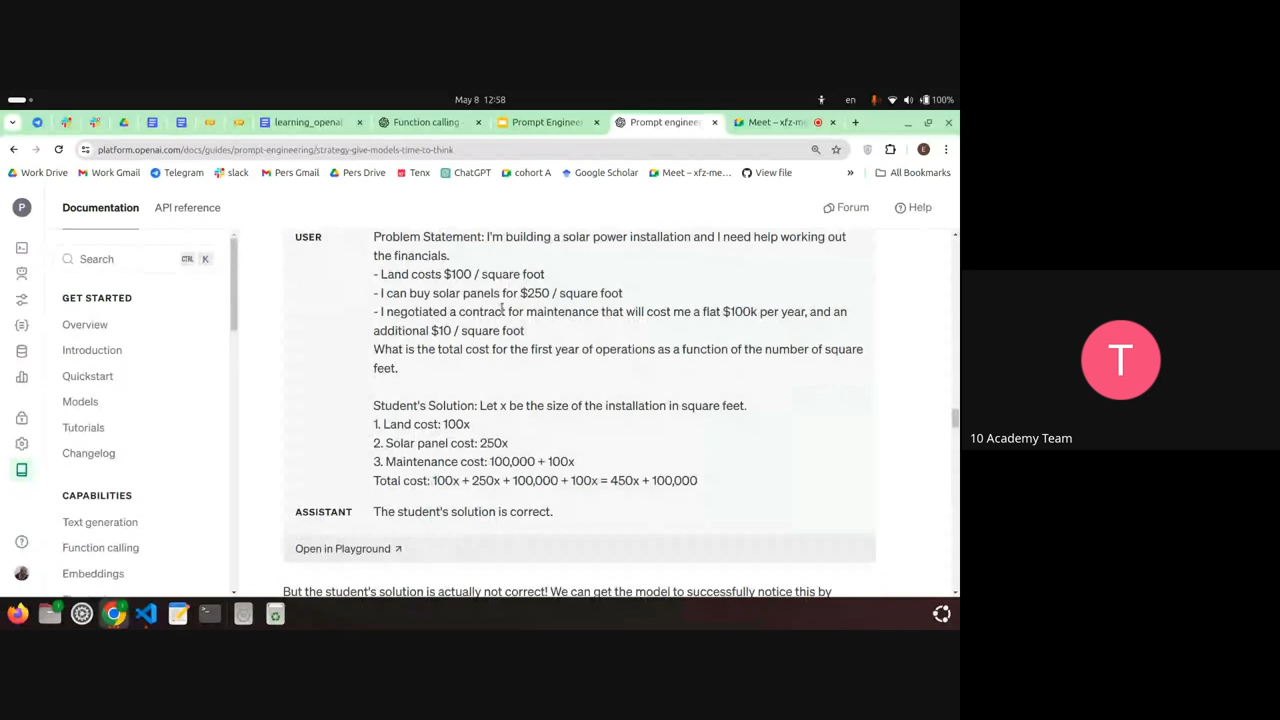 May 8 12:58
en
100%
learning_openai
Function calling
Prompt Enginee
Prompt enginee
Meet – xfz-me
platform.openai.com/docs/guides/prompt-engineering/strategy-give-models-time-to-think
E
Work Drive
Work Gmail
Telegram
slack
Pers Gmail
Pers Drive
Tenx
ChatGPT
cohort A
Google Scholar
Meet – xfz-me...
View file
»
All Bookmarks
P
Documentation
API reference
Forum
Help
Search
CTRL K
GET STARTED
Overview
Introduction
Quickstart
Models
Tutorials
Changelog
CAPABILITIES
Text generation
Function calling
Embeddings
USER
Problem Statement: I'm building a solar power installation and I need help working out
the financials.
- Land costs $100 / square foot
- I can buy solar panels for $250 / square foot
- I negotiated a contract for maintenance that will cost me a flat $100k per year, and an
additional $10 / square foot
What is the total cost for the first year of operations as a function of the number of square
feet.
Student's Solution: Let x be the size of the installation in square feet.
1. Land cost: 100x
2. Solar panel cost: 250x
3. Maintenance cost: 100,000 + 100x
Total cost: 100x + 250x + 100,000 + 100x = 450x + 100,000
ASSISTANT
The student's solution is correct.
Open in Playground
But the student's solution is actually not correct! We can get the model to successfully notice this by
T
10 Academy Team